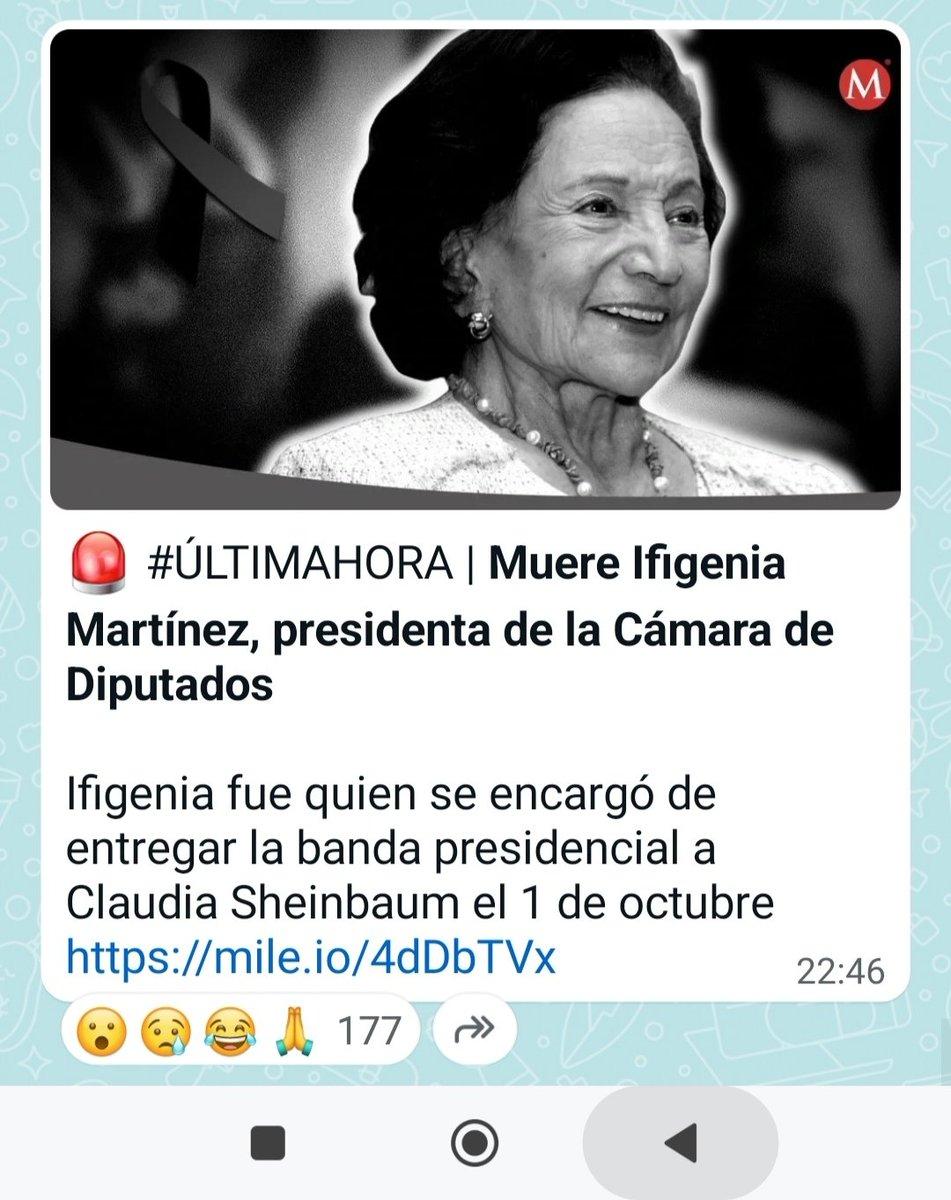 M
🚨 #ÚLTIMAHORA | Muere Ifigenia
Martínez, presidenta de la Cámara de
Diputados
Ifigenia fue quien se encargó de
entregar la banda presidencial a
Claudia Sheinbaum el 1 de octubre
https://mile.io/4dDbTVx
22:46
😮 😢 😂 🙏 177